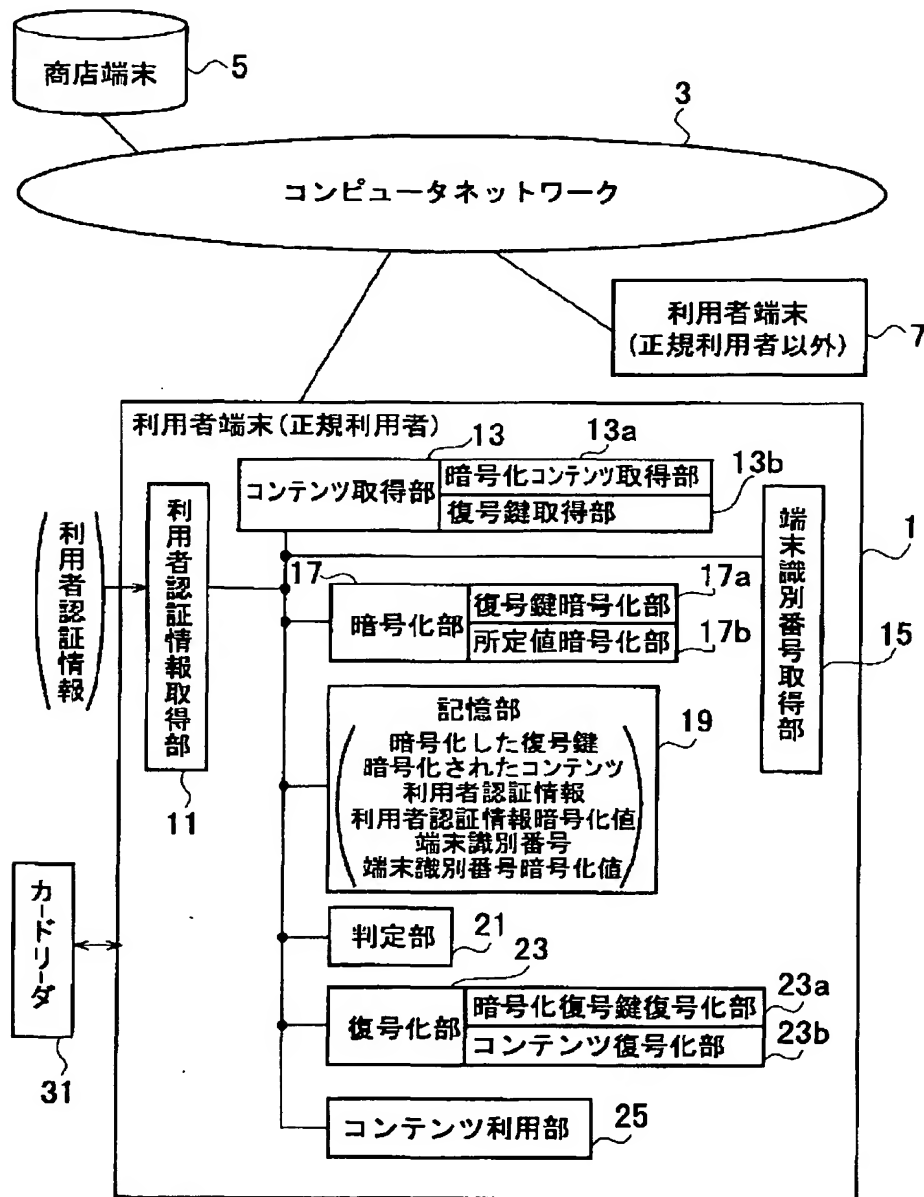 商店端末
5
3
コンピュータネットワーク
利用者端末
(正規利用者以外)
7
利用者端末(正規利用者)
13
13a
コンテンツ取得部
暗号化コンテンツ取得部
復号鍵取得部
13b
利用者認証情報
利用者認証情報取得部
11
端末識別番号取得部
1
15
17
17a
暗号化部
復号鍵暗号化部
所定値暗号化部
17b
記憶部
19
暗号化した復号鍵
暗号化されたコンテンツ
利用者認証情報
利用者認証情報暗号化値
端末識別番号
端末識別番号暗号化値
カードリーダ
31
判定部
21
23
23a
復号化部
暗号化復号鍵復号化部
コンテンツ復号化部
23b
コンテンツ利用部
25